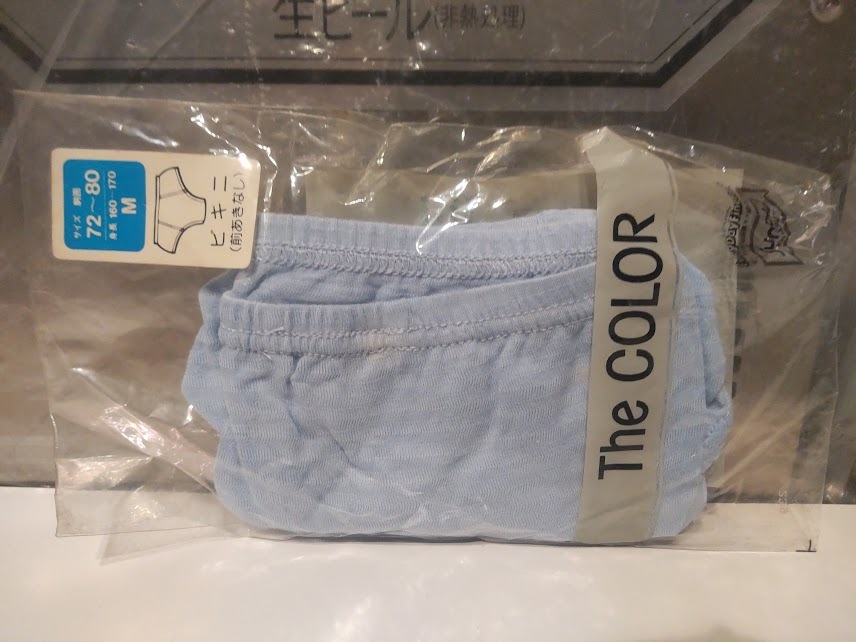 生ビール(非熱処理)
サイズ 胴囲
72〜80
身長 160〜170
M
ビキニ
(前あきなし)
The COLOR